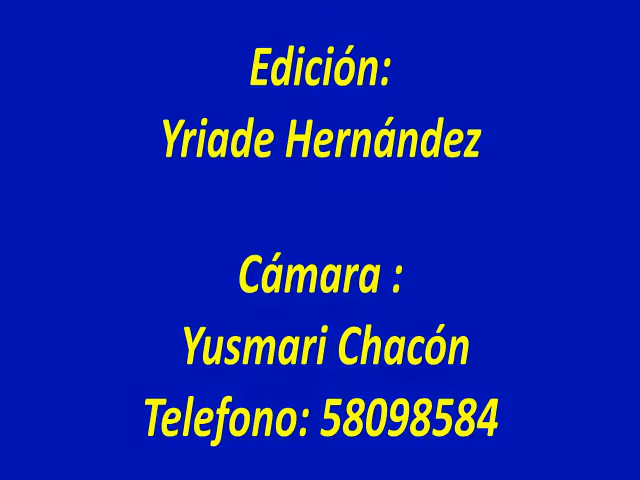 Edición:
Yriade Hernández
Cámara :
Yusmari Chacón
Telefono: 58098584